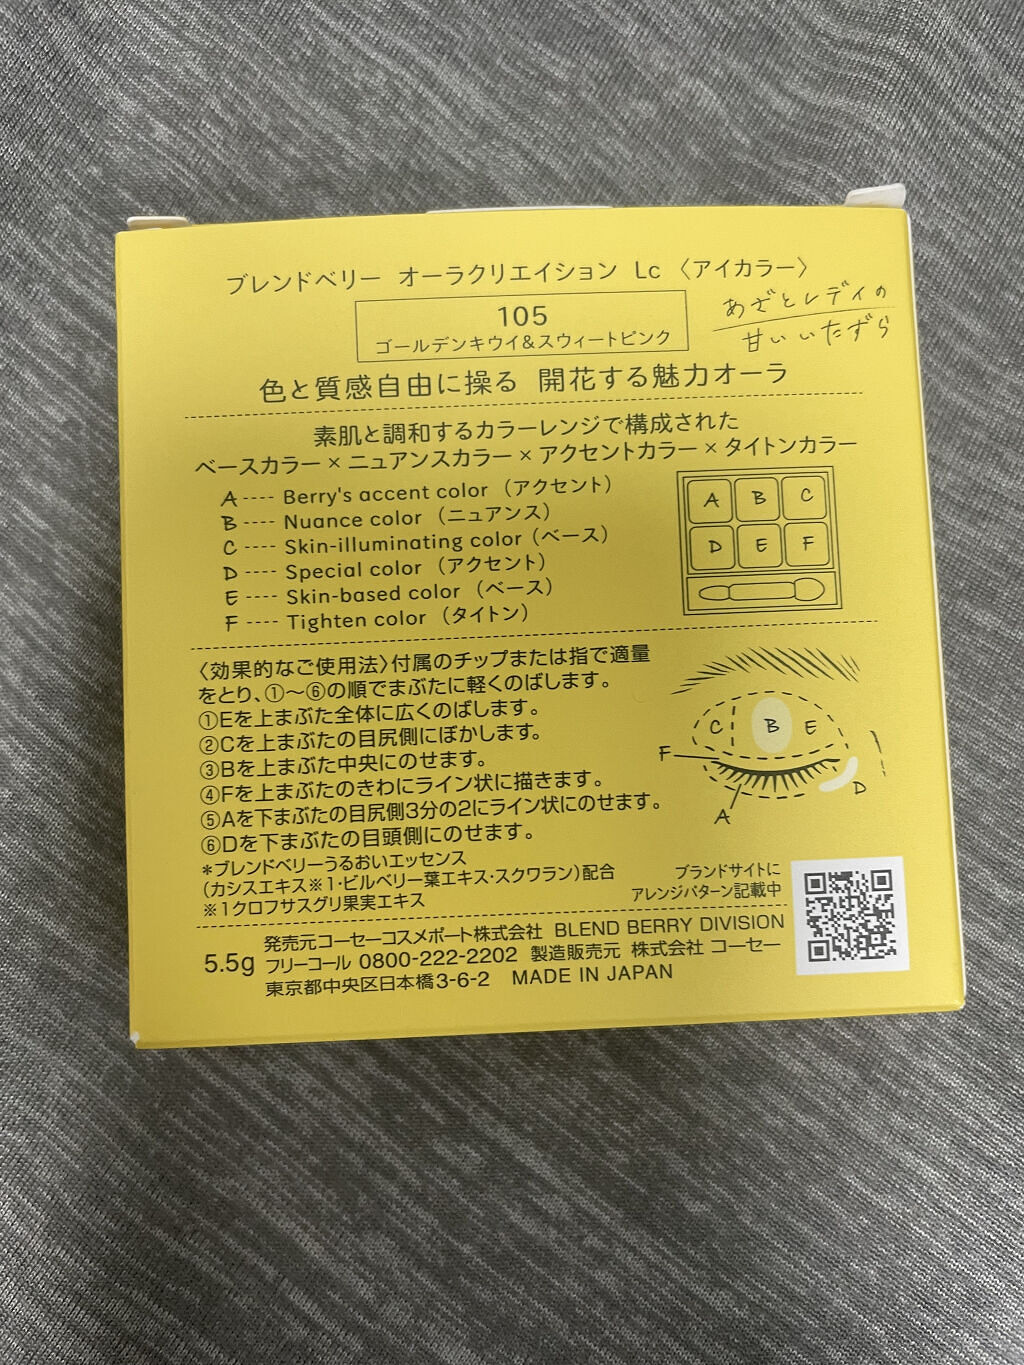 ブレンドベリー オーラクリエイション Lc 〈アイカラー〉
105
ゴールデンキウイ&スウィートピンク
あざとレディの
甘いいたずら
色と質感自由に操る 開花する魅力オーラ
素肌と調和するカラーレンジで構成された
ベースカラー×ニュアンスカラー×アクセントカラー×タイトンカラー
A ---- Berry's accent color (アクセント)
B ---- Nuance color (ニュアンス)
C ---- Skin-illuminating color (ベース)
D ---- Special color (アクセント)
E ---- Skin-based color (ベース)
F ---- Tighten color (タイトン)
A B C
D E F
〈効果的なご使用法〉付属のチップまたは指で適量
をとり、①〜⑥の順でまぶたに軽くのばします。
①Eを上まぶた全体に広くのばします。
②Cを上まぶたの目尻側にぼかします。
③Bを上まぶた中央にのせます。
④Fを上まぶたのきわにライン状に描きます。
⑤Aを下まぶたの目尻側3分の2にライン状にのせます。
⑥Dを下まぶたの目頭側にのせます。
C B E
F
D
A
*ブレンドベリーうるおいエッセンス
(カシスエキス※1・ビルベリー葉エキス・スクワラン)配合
※1クロフサスグリ果実エキス
ブランドサイトに
アレンジパターン記載中
5.5g
発売元コーセーコスメポート株式会社 BLEND BERRY DIVISION
フリーコール 0800-222-2202 製造販売元 株式会社 コーセー
東京都中央区日本橋3-6-2 MADE IN JAPAN